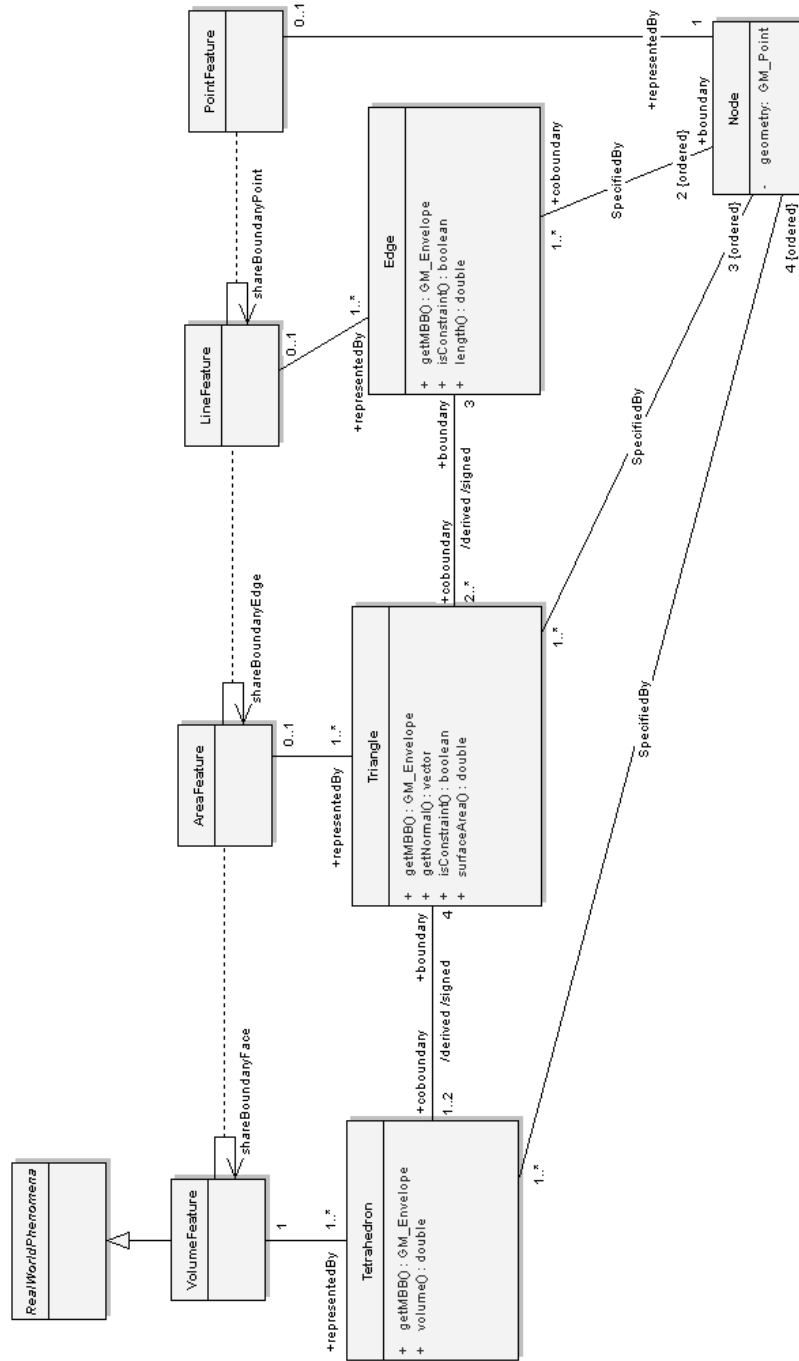 RealWorldPhenomena
VolumeFeature
shareBoundaryFace
AreaFeature
shareBoundaryEdge
LineFeature
shareBoundaryPoint
PointFeature
1
+representedBy
1..*
0..1
+representedBy
1..*
0..1
+representedBy
1..*
0..1
+representedBy
1
Tetrahedron
+ getMBB() : GM_Envelope
+ volume() : double
+coboundary
1..2
/derived /signed
+boundary
4
Triangle
+ getMBB() : GM_Envelope
+ getNormal() : vector
+ isConstraint() : boolean
+ surfaceArea() : double
+coboundary
2..*
/derived /signed
+boundary
3
Edge
+ getMBB() : GM_Envelope
+ isConstraint() : boolean
+ length() : double
+coboundary
1..*
SpecifiedBy
2 {ordered}
+boundary
1..*
SpecifiedBy
3 {ordered}
1..*
SpecifiedBy
4 {ordered}
Node
- geometry: GM_Point